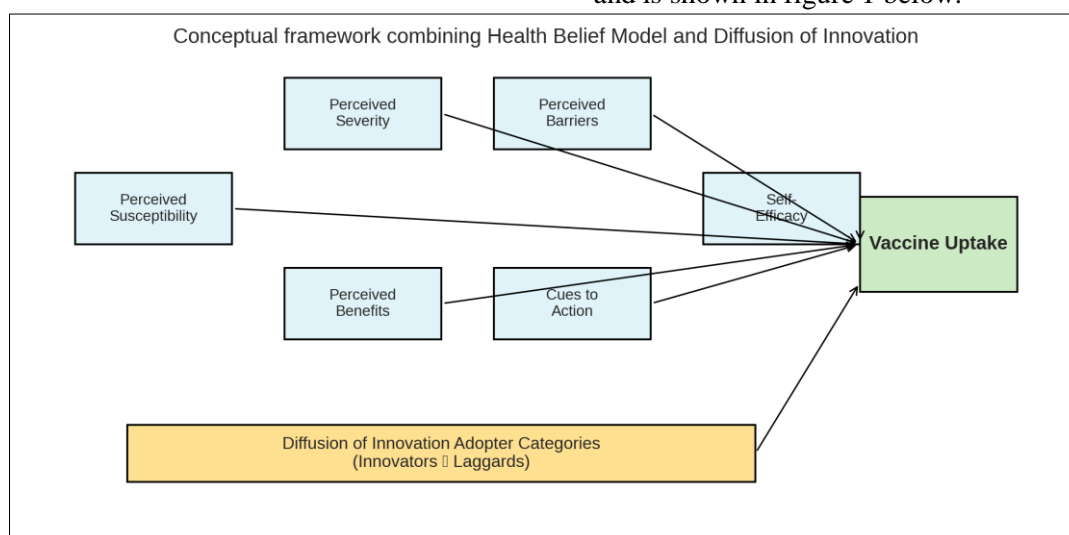 and is shown in figure 1 below.
Conceptual framework combining Health Belief Model and Diffusion of Innovation
Perceived
Severity
Perceived
Barriers
Perceived
Susceptibility
Self-
Efficacy
Vaccine Uptake
Perceived
Benefits
Cues to
Action
Diffusion of Innovation Adopter Categories
(Innovators ▯ Laggards)